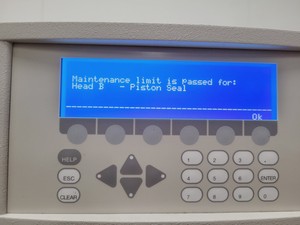 Maintenance limit is passed for:
Head B ~ Piston Seal
Ok
HELP
1 2 3 .
ESC
4 5 6 ENTER
CLEAR
7 8 9 0